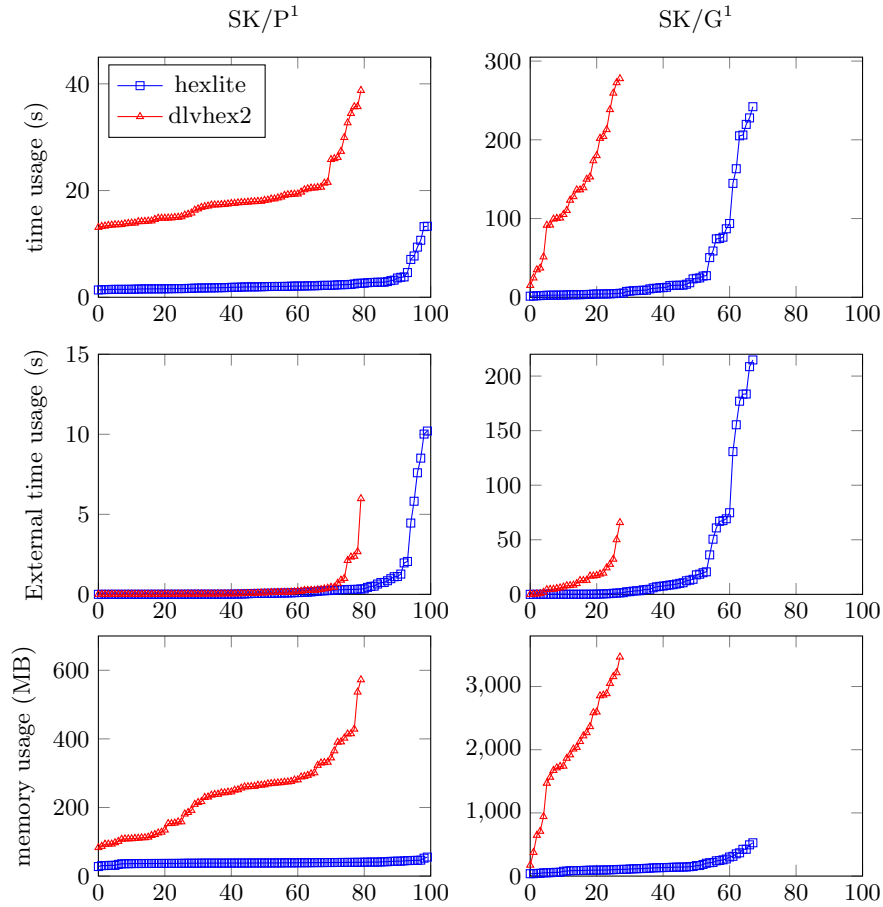 SK/P¹
SK/G¹
time usage (s)
40
20
0
hexlite
dlvhex2
0 20 40 60 80 100
300
200
100
0
0 20 40 60 80 100
External time usage (s)
15
10
5
0
0 20 40 60 80 100
200
150
100
50
0
0 20 40 60 80 100
memory usage (MB)
600
400
200
0
0 20 40 60 80 100
3,000
2,000
1,000
0
0 20 40 60 80 100